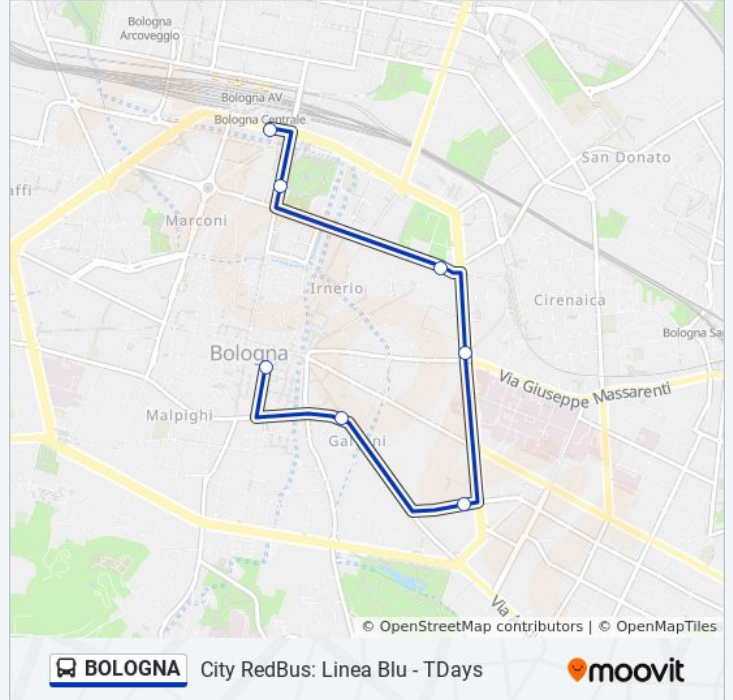 Bologna
Arcoveggio
Bologna AV
Bologna Centrale
San Donato
affi
Marconi
Irnerio
Cirenaica
Bologna Sa
Bologna
Via Giuseppe Massarenti
Malpighi
Galvani
Via A
© OpenStreetMap contributors | © OpenMapTiles
BOLOGNA
City RedBus: Linea Blu - TDays
moovit